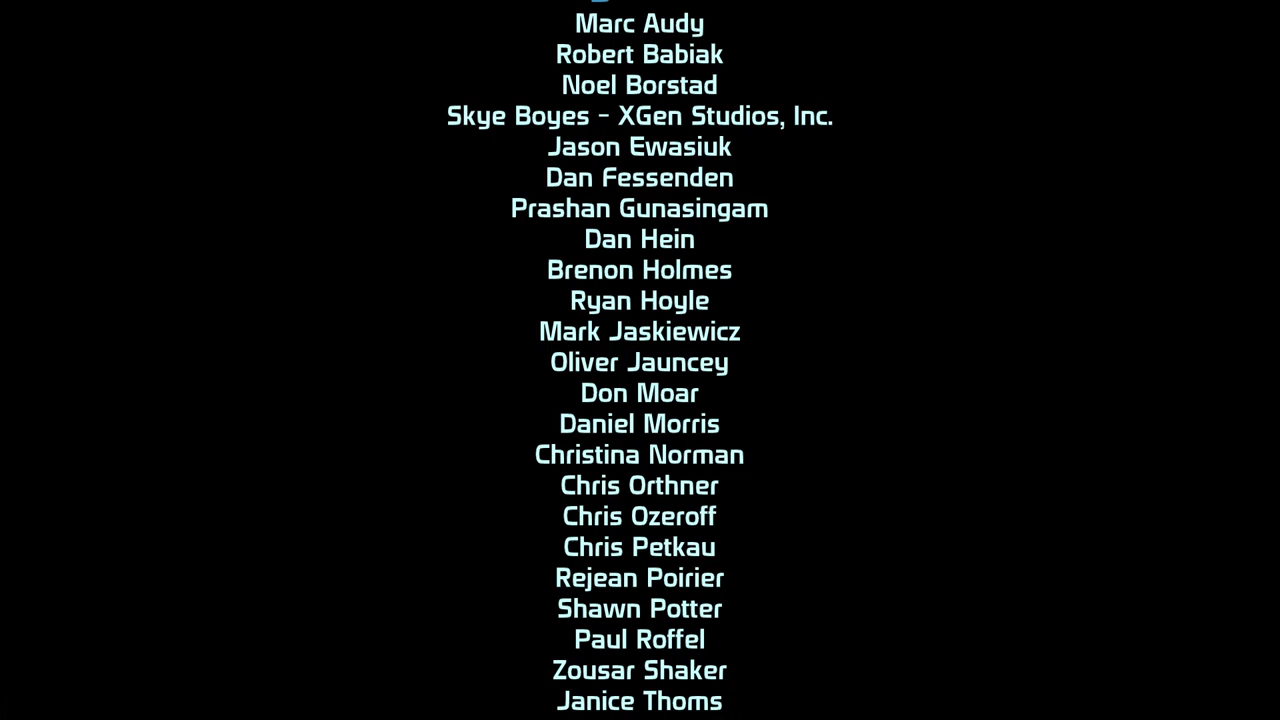 Marc Audy
Robert Babiak
Noel Borstad
Skye Boyes - XGen Studios, Inc.
Jason Ewasiuk
Dan Fessenden
Prashan Gunasingam
Dan Hein
Brenon Holmes
Ryan Hoyle
Mark Jaskiewicz
Oliver Jauncey
Don Moar
Daniel Morris
Christina Norman
Chris Orthner
Chris Ozeroff
Chris Petkau
Rejean Poirier
Shawn Potter
Paul Roffel
Zousar Shaker
Janice Thoms